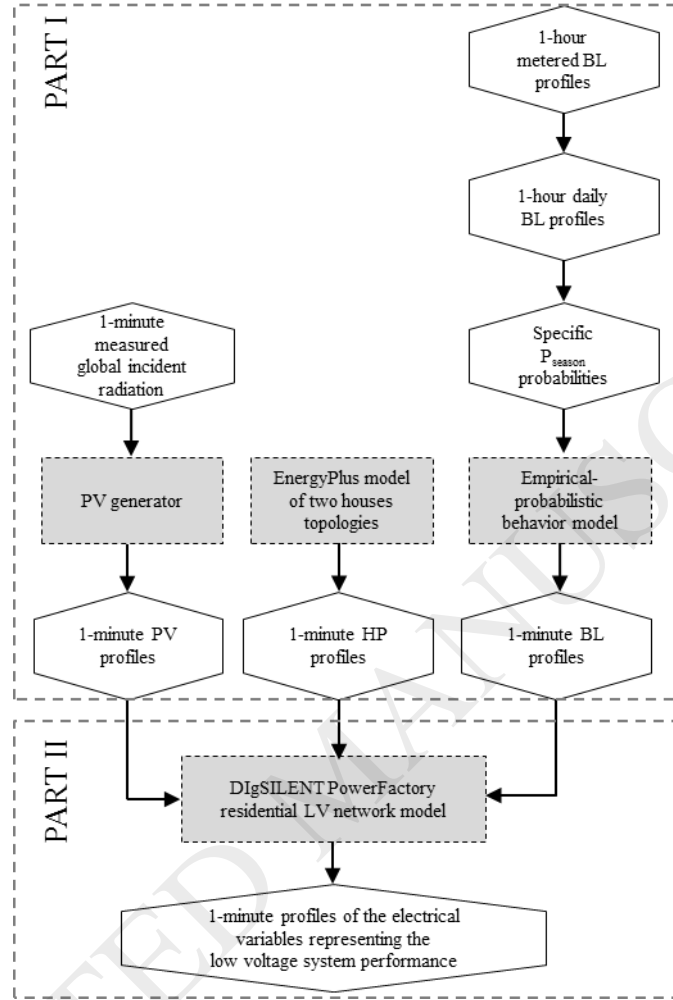 PART I
1-hour
metered BL
profiles
1-hour daily
BL profiles
1-minute
measured
global incident
radiation
Specific
Pseason
probabilities
PV generator
EnergyPlus model
of two houses
topologies
Empirical-
probabilistic
behavior model
1-minute PV
profiles
1-minute HP
profiles
1-minute BL
profiles
PART II
DIgSILENT PowerFactory
residential LV network model
1-minute profiles of the electrical
variables representing the
low voltage system performance
TED MANUSC